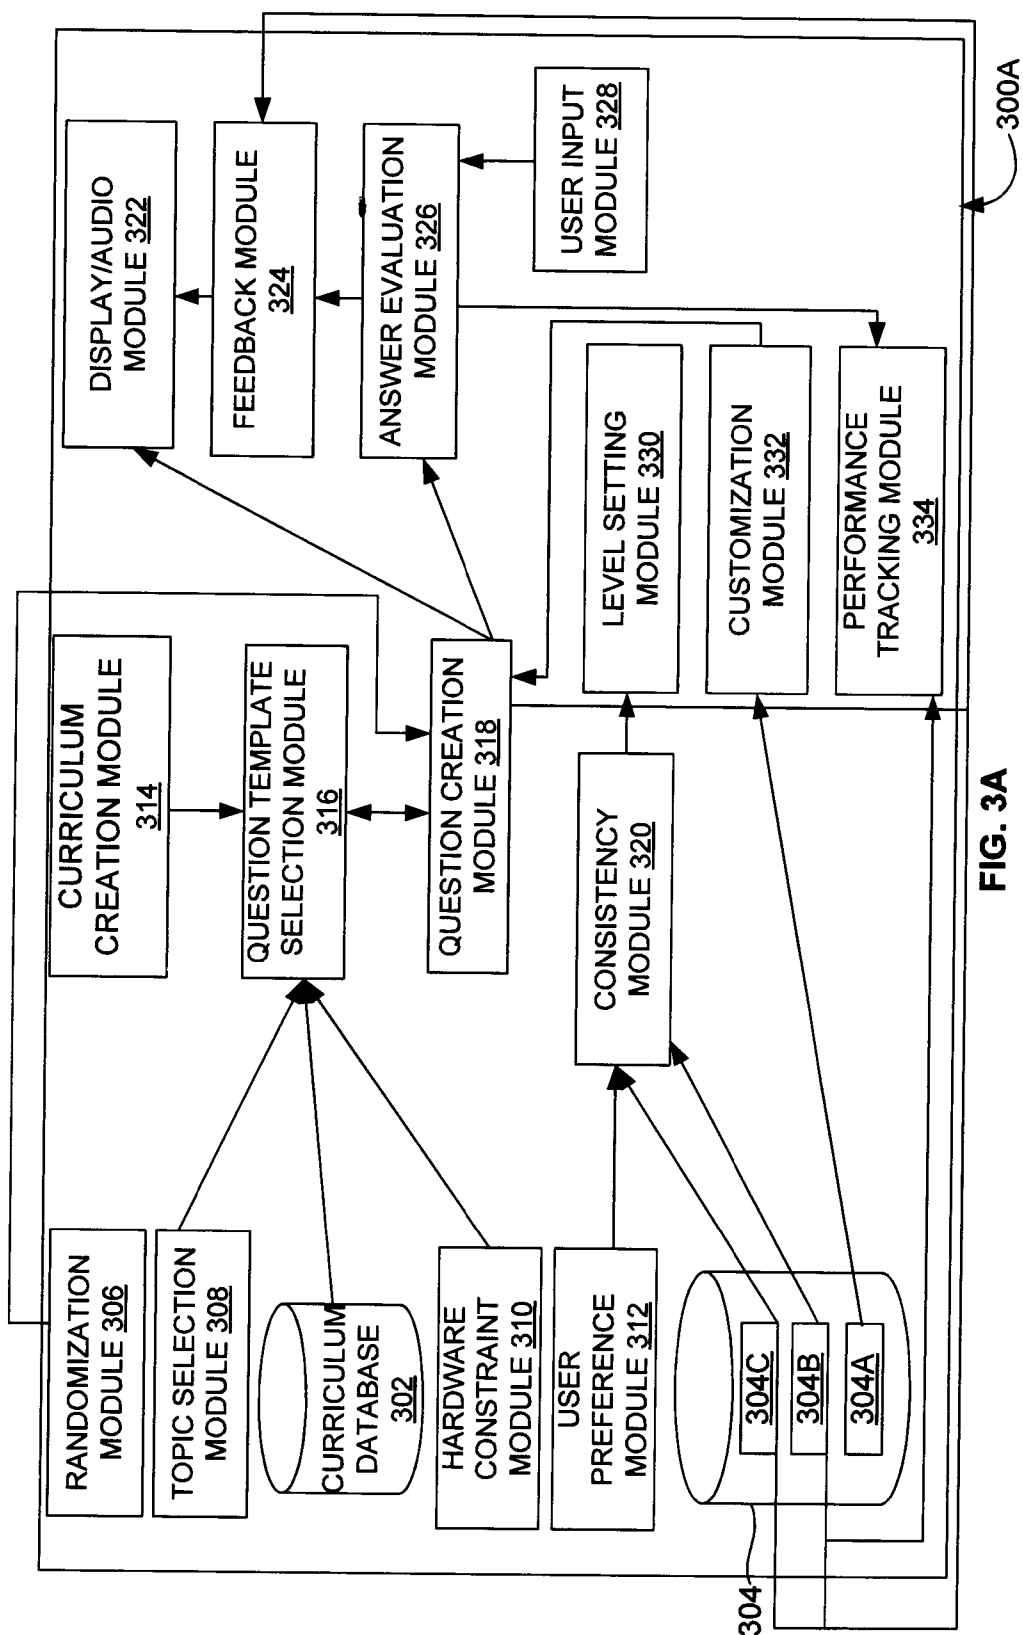 RANDOMIZATION
MODULE 306
TOPIC SELECTION
MODULE 308
CURRICULUM
DATABASE
302
HARDWARE
CONSTRAINT
MODULE 310
USER
PREFERENCE
MODULE 312
304C
304B
304A
304
CURRICULUM
CREATION MODULE
314
QUESTION TEMPLATE
SELECTION MODULE
316
QUESTION CREATION
MODULE 318
CONSISTENCY
MODULE 320
DISPLAY/AUDIO
MODULE 322
FEEDBACK MODULE
324
ANSWER EVALUATION
MODULE 326
USER INPUT
MODULE 328
LEVEL SETTING
MODULE 330
CUSTOMIZATION
MODULE 332
PERFORMANCE
TRACKING MODULE
334
300A
FIG. 3A